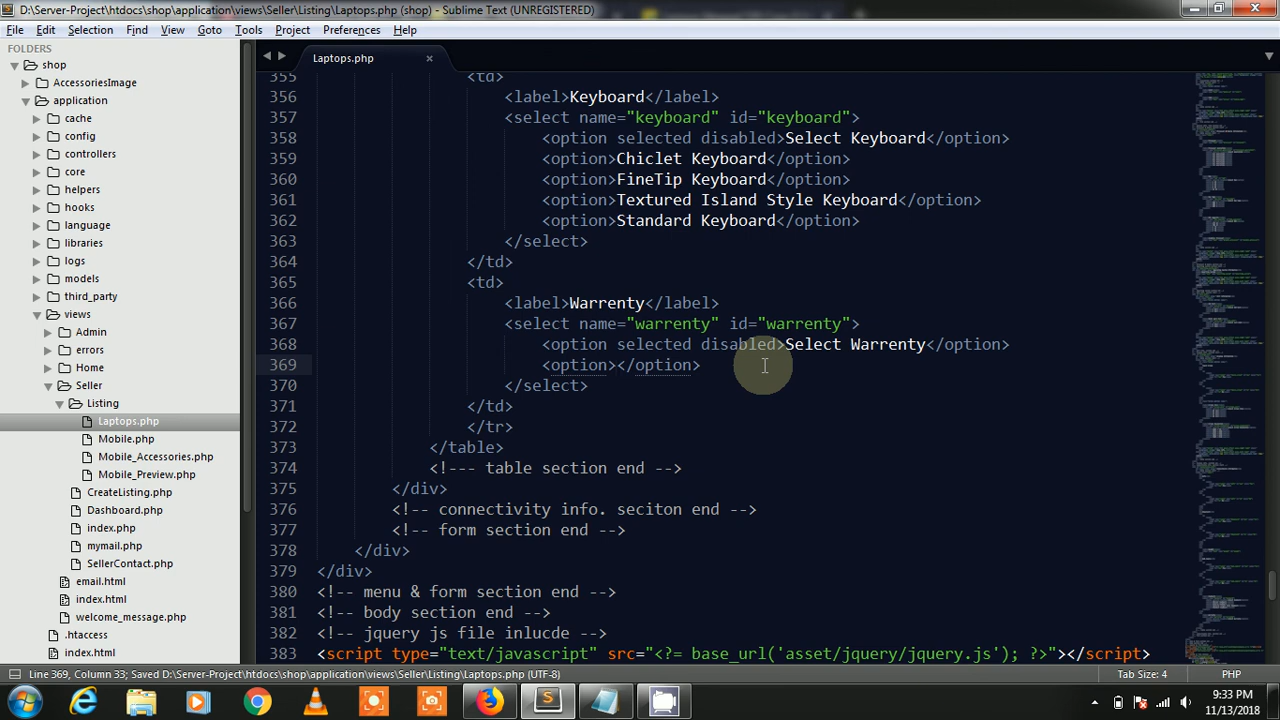 D:\Server-Project\htdocs\shop\application\views\Seller\Listing\Laptops.php (shop) - Sublime Text (UNREGISTERED)
File Edit Selection Find View Goto Tools Project Preferences Help
FOLDERS
shop
AccessoriesImage
application
cache
config
controllers
core
helpers
hooks
language
libraries
logs
models
third_party
views
Admin
errors
Home
Seller
Listing
Laptops.php
Mobile.php
Mobile_Accessories.php
Mobile_Preview.php
CreateListing.php
Dashboard.php
index.php
mymail.php
SellerContact.php
email.html
index.html
welcome_message.php
.htaccess
index.html
Laptops.php
355 <td>
356 <label>Keyboard</label>
357 <select name="keyboard" id="keyboard">
358 <option selected disabled>Select Keyboard</option>
359 <option>Chiclet Keyboard</option>
360 <option>FineTip Keyboard</option>
361 <option>Textured Island Style Keyboard</option>
362 <option>Standard Keyboard</option>
363 </select>
364 </td>
365 <td>
366 <label>Warrenty</label>
367 <select name="warrenty" id="warrenty">
368 <option selected disabled>Select Warrenty</option>
369 <option ></option>
370 </select>
371 </td>
372 </tr>
373 </table>
374 <!--- table section end -->
375 </div>
376 <!-- connectivity info. seciton end -->
377 <!-- form section end -->
378 </div>
379 </div>
380 <!-- menu & form section end -->
381 <!-- body section end -->
382 <!-- jquery js file inlucde -->
383 <script type="text/javascript" src="<?= base_url('asset/jquery/jquery.js'); ?>"></script>
Saved D:\Server-Project\htdocs\shop\application\views\Seller\Listing\Laptops.php (UTF-8)
Tab Size: 4
PHP
9:33 PM
11/13/2018